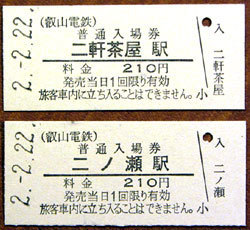 2.-2.22.
(叡山電鉄)
普通入場券
二軒茶屋 駅
料金 210円
発売当日1回限り有効
旅客車内に立ち入ることはできません。 小
入
二軒茶屋
2.-2.22.
(叡山電鉄)
普通入場券
二ノ瀬 駅
料金 210円
発売当日1回限り有効
旅客車内に立ち入ることはできません。 小
入
二ノ瀬